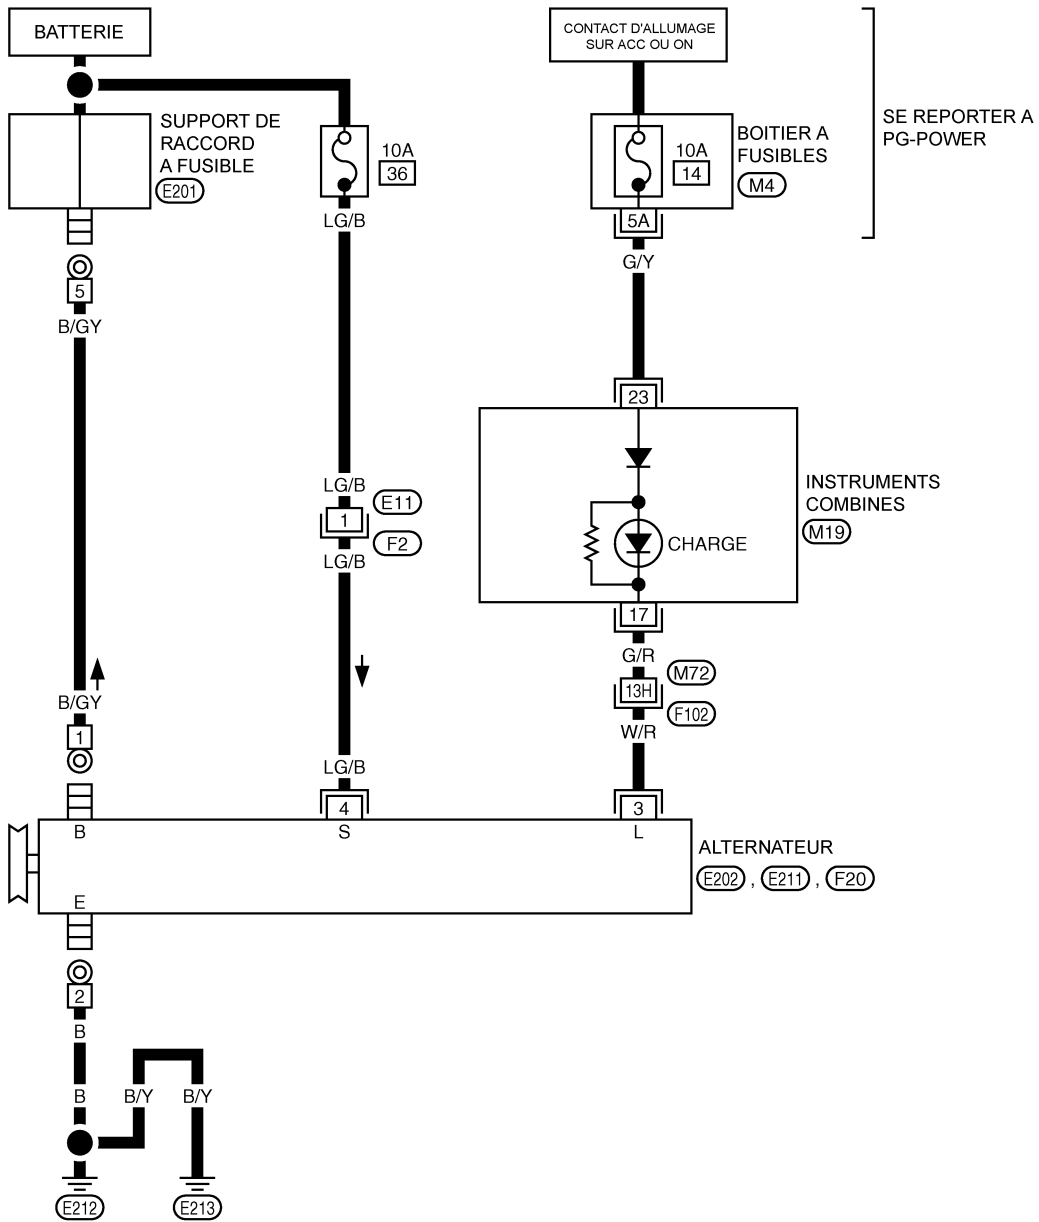 BATTERIE
CONTACT D'ALLUMAGE
SUR ACC OU ON
SE REPORTER A
PG-POWER
SUPPORT DE
RACCORD
A FUSIBLE
E201
10A
36
10A
14
BOITIER A
FUSIBLES
M4
LG/B
5A
G/Y
5
B/GY
23
LG/B
E11
1
F2
LG/B
CHARGE
INSTRUMENTS
COMBINES
M19
17
G/R
M72
13H
F102
W/R
B/GY
1
LG/B
4
3
B
S
L
E
ALTERNATEUR
E202 , E211 , F20
2
B
B
B/Y
B/Y
E212
E213